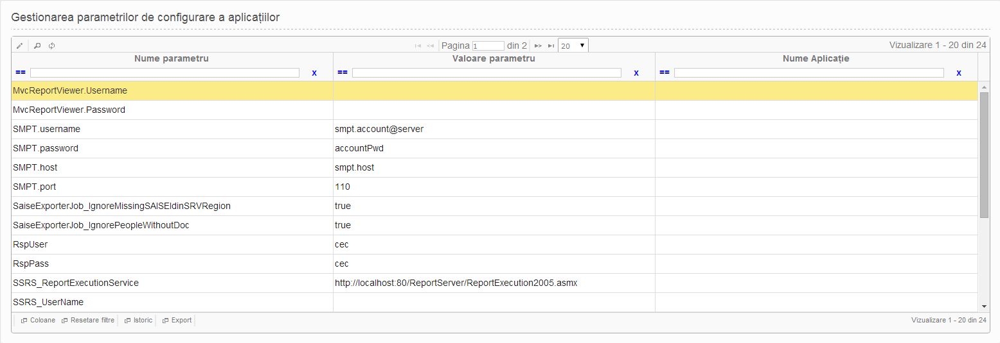 Gestionarea parametrilor de configurare a aplicațiilor
Pagina 1 din 2 20 Vizualizare 1 - 20 din 24
Nume parametru Valoare parametru Nume Aplicație
== x == x == x
MvcReportViewer.Username
MvcReportViewer.Password
SMPT.username smpt.account@server
SMPT.password accountPwd
SMPT.host smpt.host
SMPT.port 110
SaiseExporterJob_IgnoreMissingSAISEIdinSRVRegion true
SaiseExporterJob_IgnorePeopleWithoutDoc true
RspUser cec
RspPass cec
SSRS_ReportExecutionService http://localhost:80/ReportServer/ReportExecution2005.asmx
SSRS_UserName
Coloane Resetare filtre Istoric Export Vizualizare 1 - 20 din 24